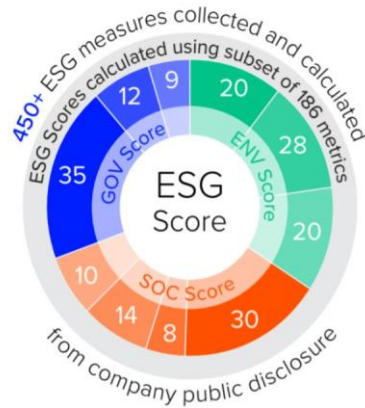 450+ ESG measures collected and calculated
ESG Scores calculated using subset of 186 metrics
9
20
12
28
35
GOV Score
ENV Score
ESG
Score
20
10
SOC Score
14
8
30
from company public disclosure